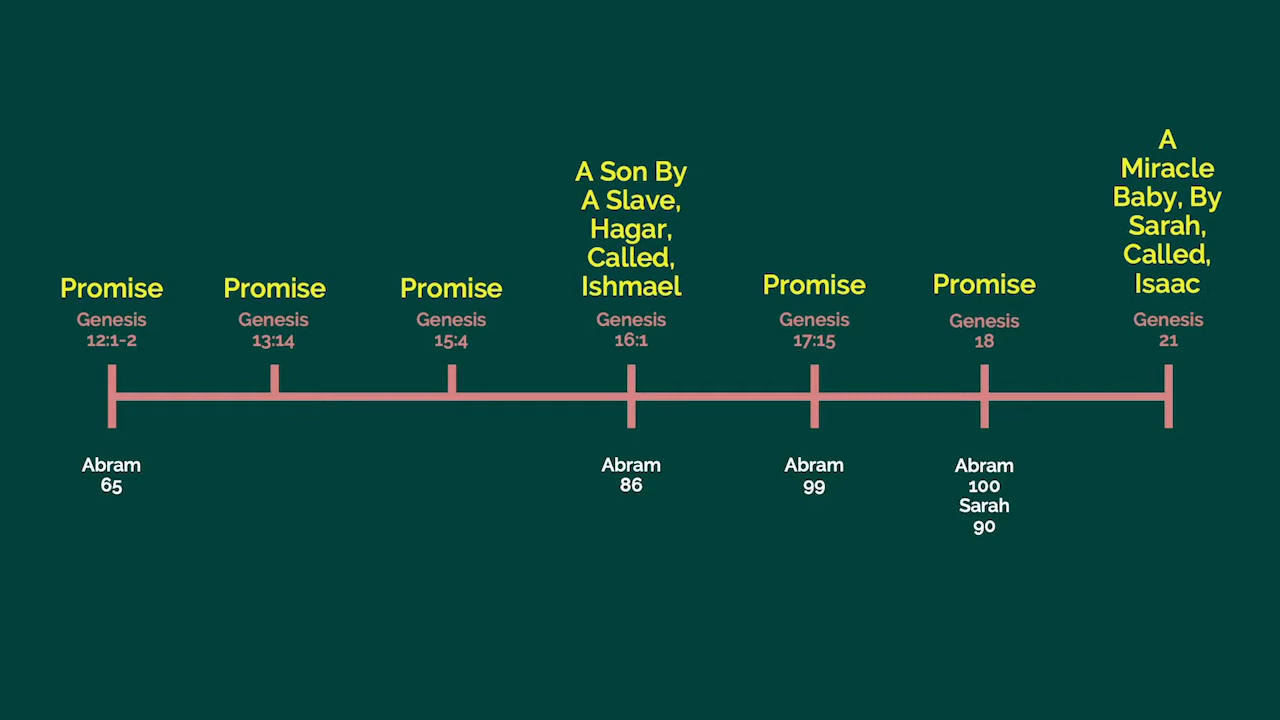 Promise
Genesis
12:1-2
Abram
65
Promise
Genesis
13:14
Promise
Genesis
15:4
A Son By
A Slave,
Hagar,
Called,
Ishmael
Genesis
16:1
Abram
86
Promise
Genesis
17:15
Abram
99
Promise
Genesis
18
Abram
100
Sarah
90
A
Miracle
Baby, By
Sarah,
Called,
Isaac
Genesis
21